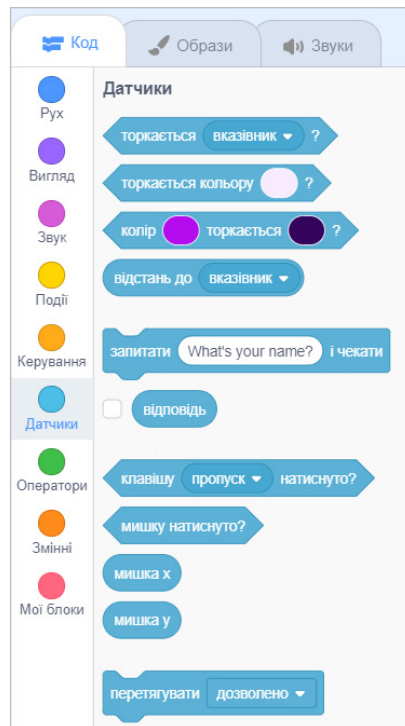 Код Образи Звуки
Рух
Вигляд
Звук
Події
Керування
Датчики
Оператори
Змінні
Мої блоки
Датчики
торкається вказівник ?
торкається кольору ?
колір торкається ?
відстань до вказівник
запитати What's your name? і чекати
відповідь
клавішу пропуск натиснуто?
мишку натиснуто?
мишка x
мишка y
перетягувати дозволено